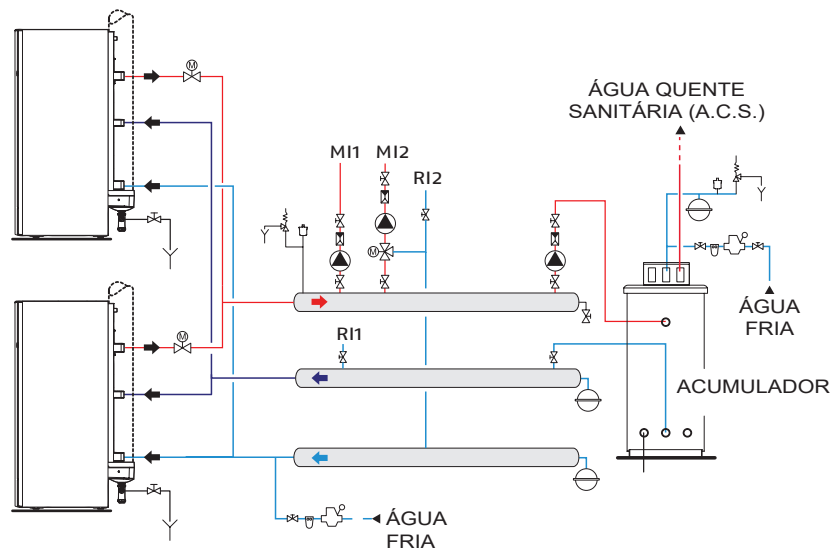 M
ÁGUA QUENTE
SANITÁRIA (A.C.S.)
MI1
MI2
RI2
M
ÁGUA
FRIA
RI1
M
ACUMULADOR
ÁGUA
FRIA